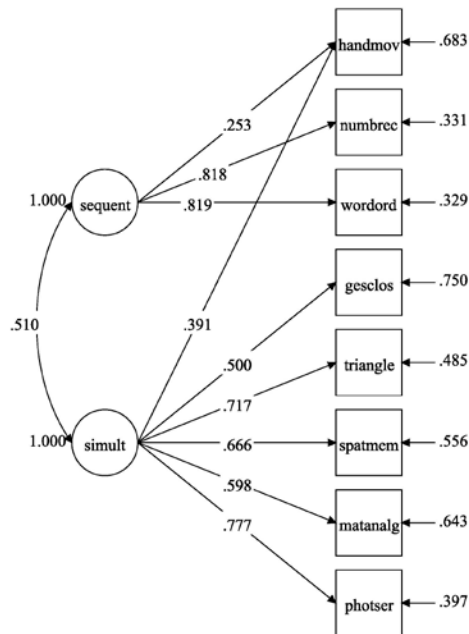 handmov
.683
.253
numbrec
.331
.818
1.000
sequent
.819
wordord
.329
gesclos
.750
.510
.391
.500
triangle
.485
.717
1.000
simult
.666
spatmem
.556
.598
matanalg
.643
.777
photser
.397